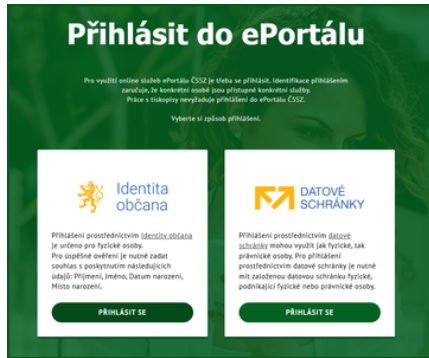 Přihlásit do ePortálu
Pro využití online služeb ePortálu ČSSZ je třeba se přihlásit. Identifikace přihlášením
zaručuje, že konkrétní osobě jsou přístupné konkrétní služby.
Práce s tiskopisy nevyžaduje přihlášení do ePortálu ČSSZ.
Vyberte si způsob přihlášení.
Identita
občana
Přihlášení prostřednictvím Identity občana
je určeno pro fyzické osoby.
Pro úspěšné ověření je nutné zadat
souhlas s poskytnutím následujících
údajů: Příjmení, Jméno, Datum narození,
Místo narození.
PŘIHLÁSIT SE
DATOVÉ
SCHRÁNKY
Přihlášení prostřednictvím datové
schránky mohou využít jak fyzické, tak
právnické osoby. Pro přihlášení
prostřednictvím datové schránky je nutné
mít založenou datovou schránku fyzické,
podnikající fyzické nebo právnické osoby.
PŘIHLÁSIT SE